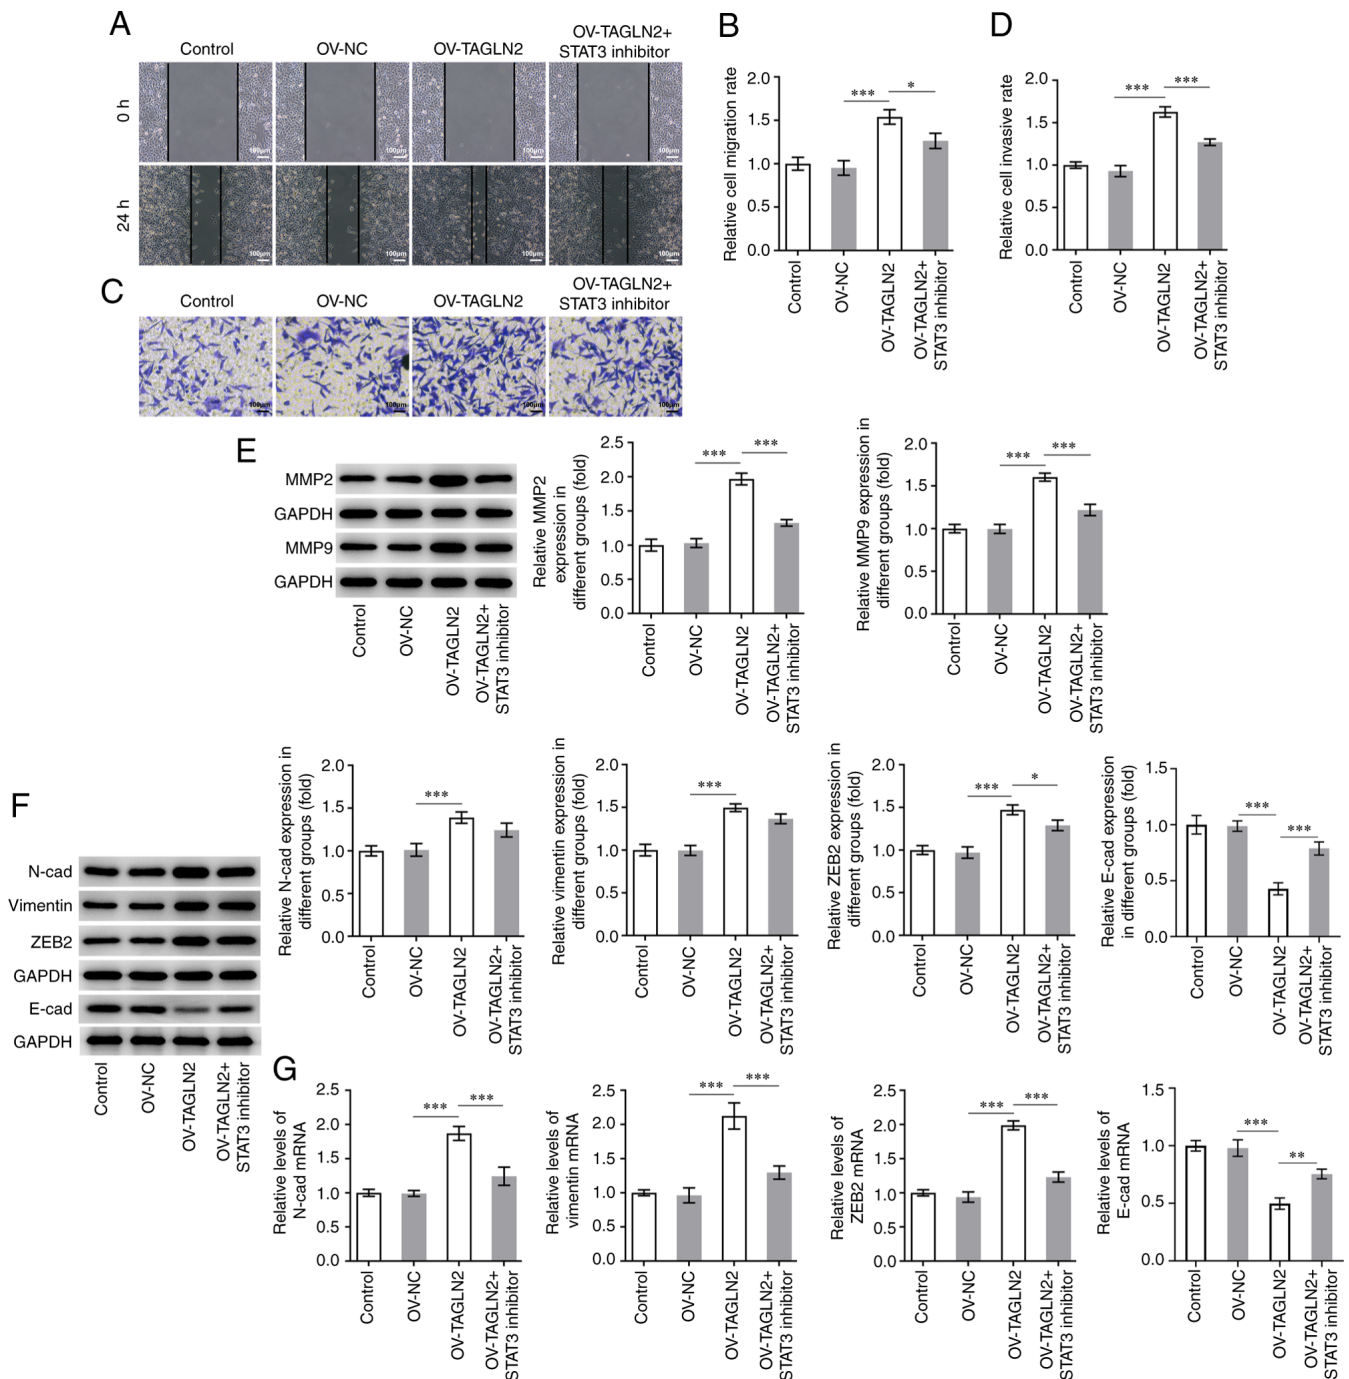 A
Control
OV-NC
OV-TAGLN2
OV-TAGLN2+
STAT3 inhibitor
0 h
100μm
100μm
100μm
100μm
24 h
100μm
100μm
100μm
100μm
B
Relative cell migration rate
2.0
1.5
1.0
0.5
0.0
***
*
Control
OV-NC
OV-TAGLN2
OV-TAGLN2+
STAT3 inhibitor
D
Relative cell invasive rate
2.0
1.5
1.0
0.5
0.0
***
***
Control
OV-NC
OV-TAGLN2
OV-TAGLN2+
STAT3 inhibitor
C
Control
OV-NC
OV-TAGLN2
OV-TAGLN2+
STAT3 inhibitor
100μm
100μm
100μm
100μm
E
MMP2
GAPDH
MMP9
GAPDH
Control
OV-NC
OV-TAGLN2
OV-TAGLN2+
STAT3 inhibitor
Relative MMP2
expression in
different groups (fold)
2.5
2.0
1.5
1.0
0.5
0.0
***
***
Control
OV-NC
OV-TAGLN2
OV-TAGLN2+
STAT3 inhibitor
Relative MMP9 expression in
different groups (fold)
2.0
1.5
1.0
0.5
0.0
***
***
Control
OV-NC
OV-TAGLN2
OV-TAGLN2+
STAT3 inhibitor
F
N-cad
Vimentin
ZEB2
GAPDH
E-cad
GAPDH
Control
OV-NC
OV-TAGLN2
OV-TAGLN2+
STAT3 inhibitor
Relative N-cad expression in
different groups (fold)
2.0
1.5
1.0
0.5
0.0
***
Control
OV-NC
OV-TAGLN2
OV-TAGLN2+
STAT3 inhibitor
Relative vimentin expression in
different groups (fold)
2.0
1.5
1.0
0.5
0.0
***
Control
OV-NC
OV-TAGLN2
OV-TAGLN2+
STAT3 inhibitor
Relative ZEB2 expression in
different groups (fold)
2.0
1.5
1.0
0.5
0.0
***
*
Control
OV-NC
OV-TAGLN2
OV-TAGLN2+
STAT3 inhibitor
Relative E-cad expression
in different groups (fold)
1.5
1.0
0.5
0.0
***
***
Control
OV-NC
OV-TAGLN2
OV-TAGLN2+
STAT3 inhibitor
G
Relative levels of
N-cad mRNA
2.5
2.0
1.5
1.0
0.5
0.0
***
***
Control
OV-NC
OV-TAGLN2
OV-TAGLN2+
STAT3 inhibitor
Relative levels of
vimentin mRNA
2.5
2.0
1.5
1.0
0.5
0.0
***
***
Control
OV-NC
OV-TAGLN2
OV-TAGLN2+
STAT3 inhibitor
Relative levels of
ZEB2 mRNA
2.5
2.0
1.5
1.0
0.5
0.0
***
***
Control
OV-NC
OV-TAGLN2
OV-TAGLN2+
STAT3 inhibitor
Relative levels of
E-cad mRNA
1.5
1.0
0.5
0.0
***
**
Control
OV-NC
OV-TAGLN2
OV-TAGLN2+
STAT3 inhibitor